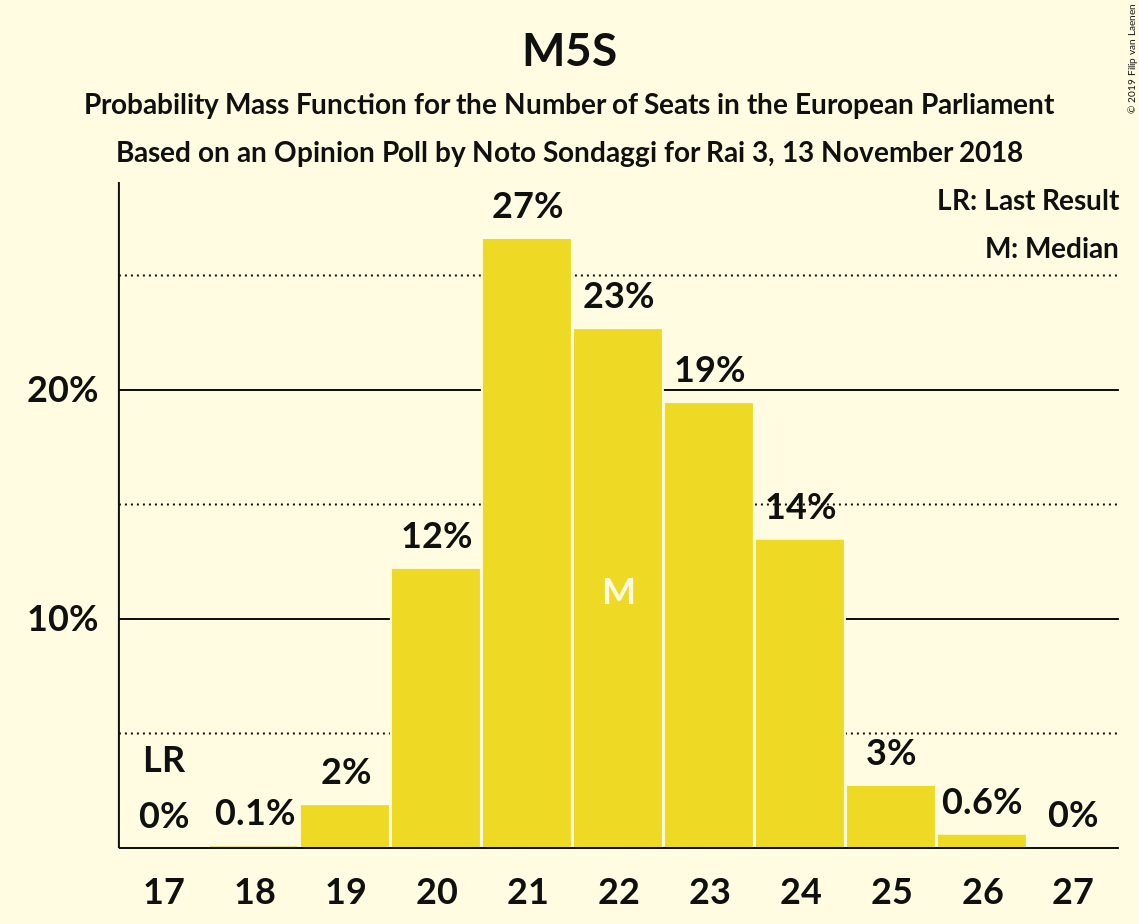 M5S
Probability Mass Function for the Number of Seats in the European Parliament
Based on an Opinion Poll by Noto Sondaggi for Rai 3, 13 November 2018
© 2019 Filip van Laenen
LR: Last Result
M: Median
27%
23%
19%
14%
12%
3%
2%
0.6%
0.1%
0%
0%
LR
M
20%
10%
17 18 19 20 21 22 23 24 25 26 27